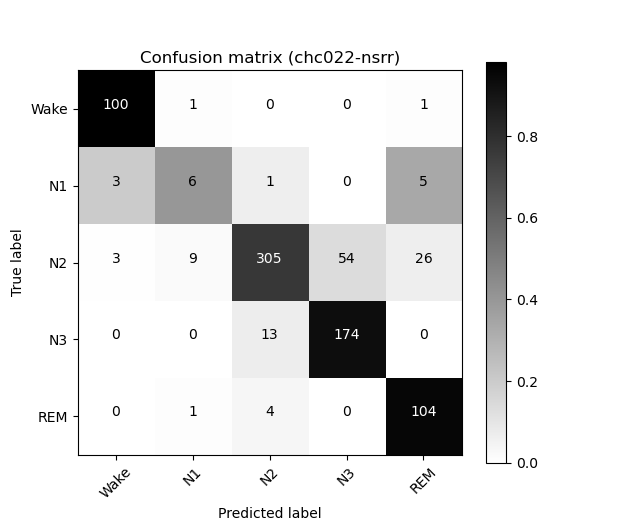 Confusion matrix (chc022-nsrr)
True label
Wake 100 1 0 0 1
N1 3 6 1 0 5
N2 3 9 305 54 26
N3 0 0 13 174 0
REM 0 1 4 0 104
Wake N1 N2 N3 REM
Predicted label
0.8
0.6
0.4
0.2
0.0